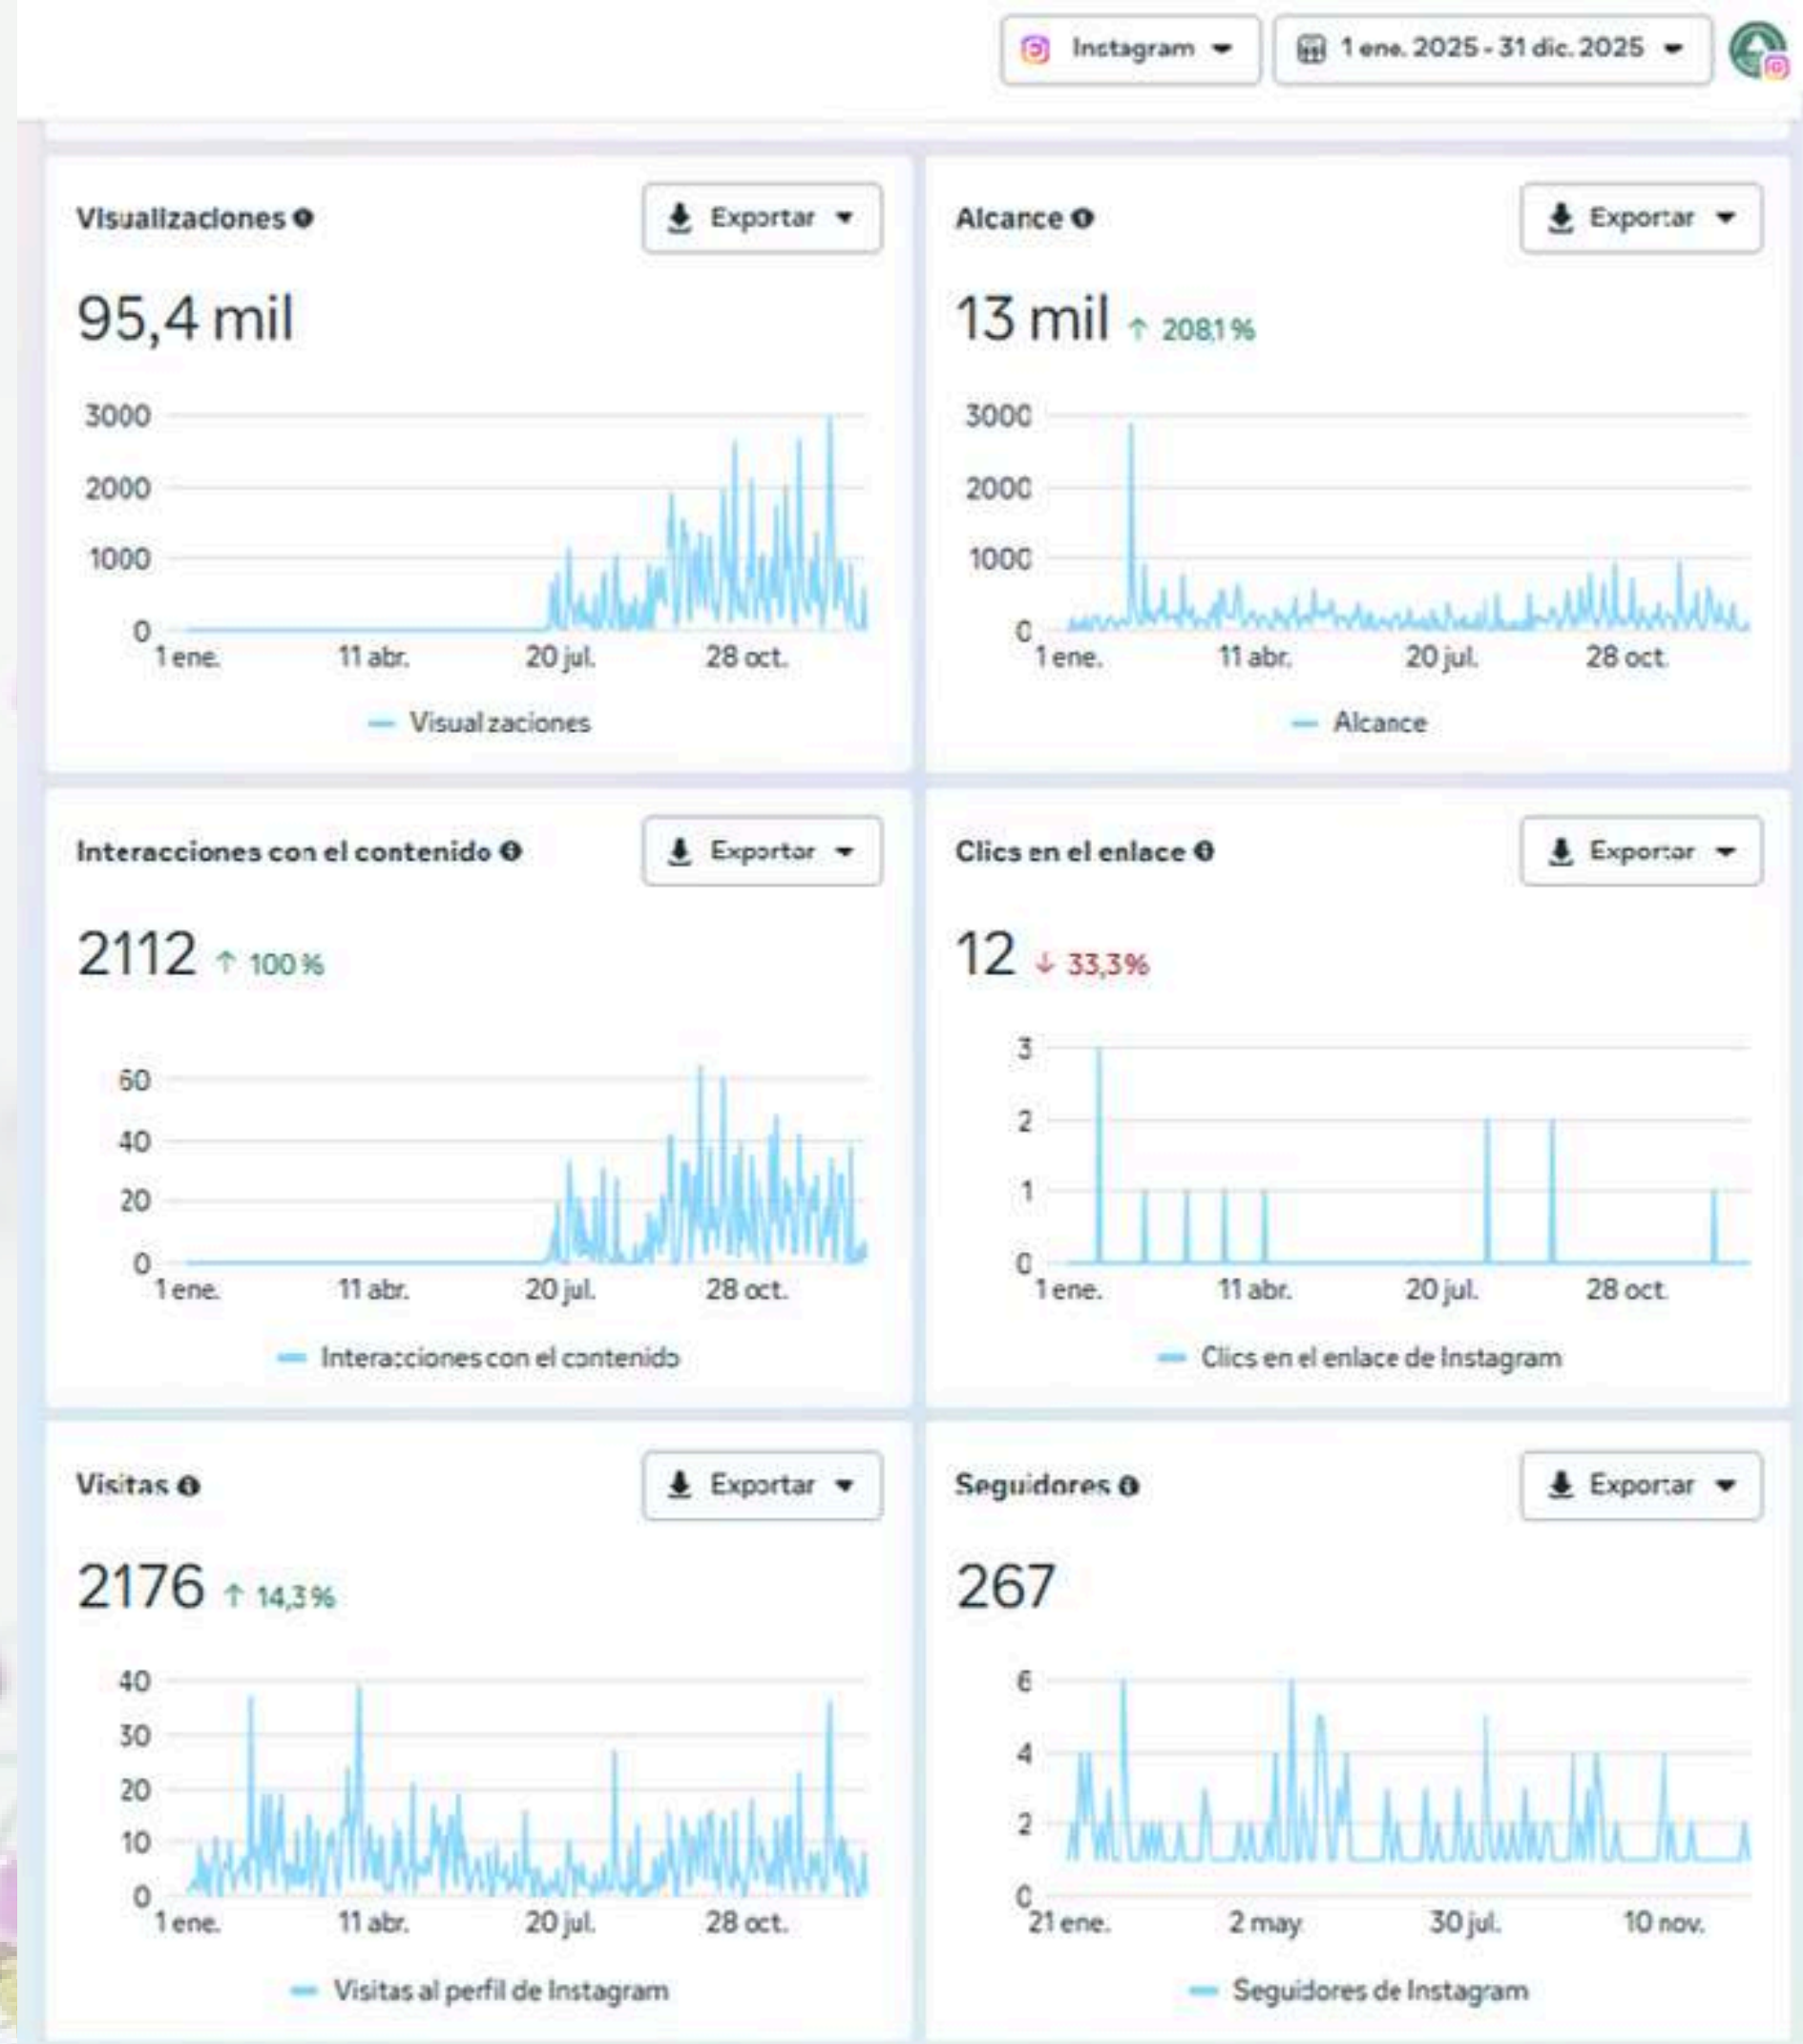 Instagram
1 ene. 2025 - 31 dic. 2025
Visualizaciones
Exportar
95,4 mil
3000
2000
1000
0
1 ene.
11 abr.
20 jul.
28 oct.
Visualizaciones
Alcance
Exportar
13 mil ↑ 208,1%
3000
2000
1000
0
1 ene.
11 abr.
20 jul.
28 oct.
Alcance
Interacciones con el contenido
Exportar
2112 ↑ 100%
60
40
20
0
1 ene.
11 abr.
20 jul.
28 oct.
Interacciones con el contenido
Clics en el enlace
Exportar
12 ↓ 33,3%
3
2
1
0
1 ene.
11 abr.
20 jul.
28 oct.
Clics en el enlace de Instagram
Visitas
Exportar
2176 ↑ 14,3%
40
30
20
10
0
1 ene.
11 abr.
20 jul.
28 oct.
Visitas al perfil de Instagram
Seguidores
Exportar
267
6
4
2
0
21 ene.
2 may
30 jul.
10 nov.
Seguidores de Instagram